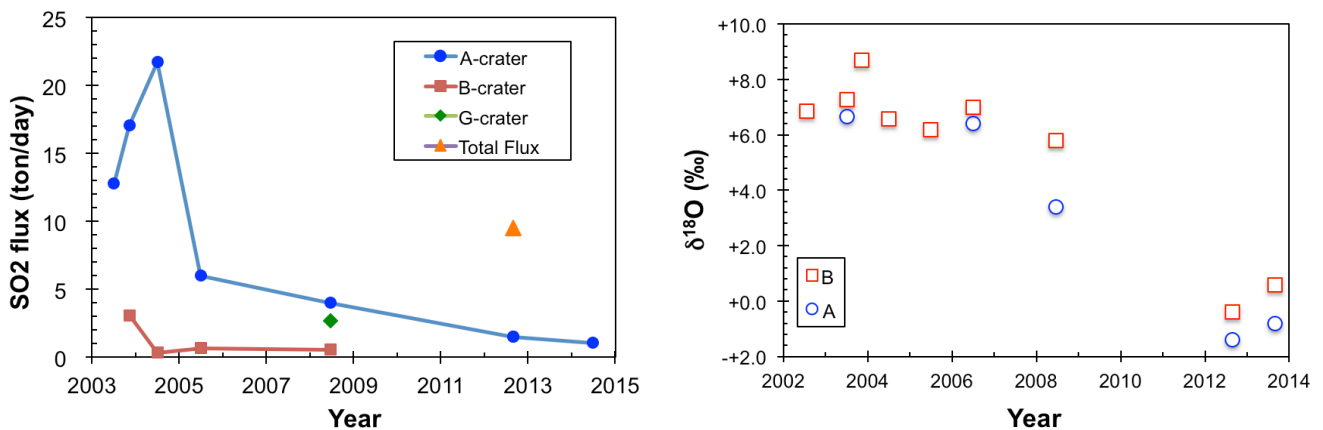 25
20
15
10
5
0
SO2 flux (ton/day)
A-crater
B-crater
G-crater
Total Flux
2003 2005 2007 2009 2011 2013 2015
Year
+10.0
+8.0
+6.0
+4.0
+2.0
+0.0
-+2.0
δ18O (‰)
B
A
2002 2004 2006 2008 2010 2012 2014
Year